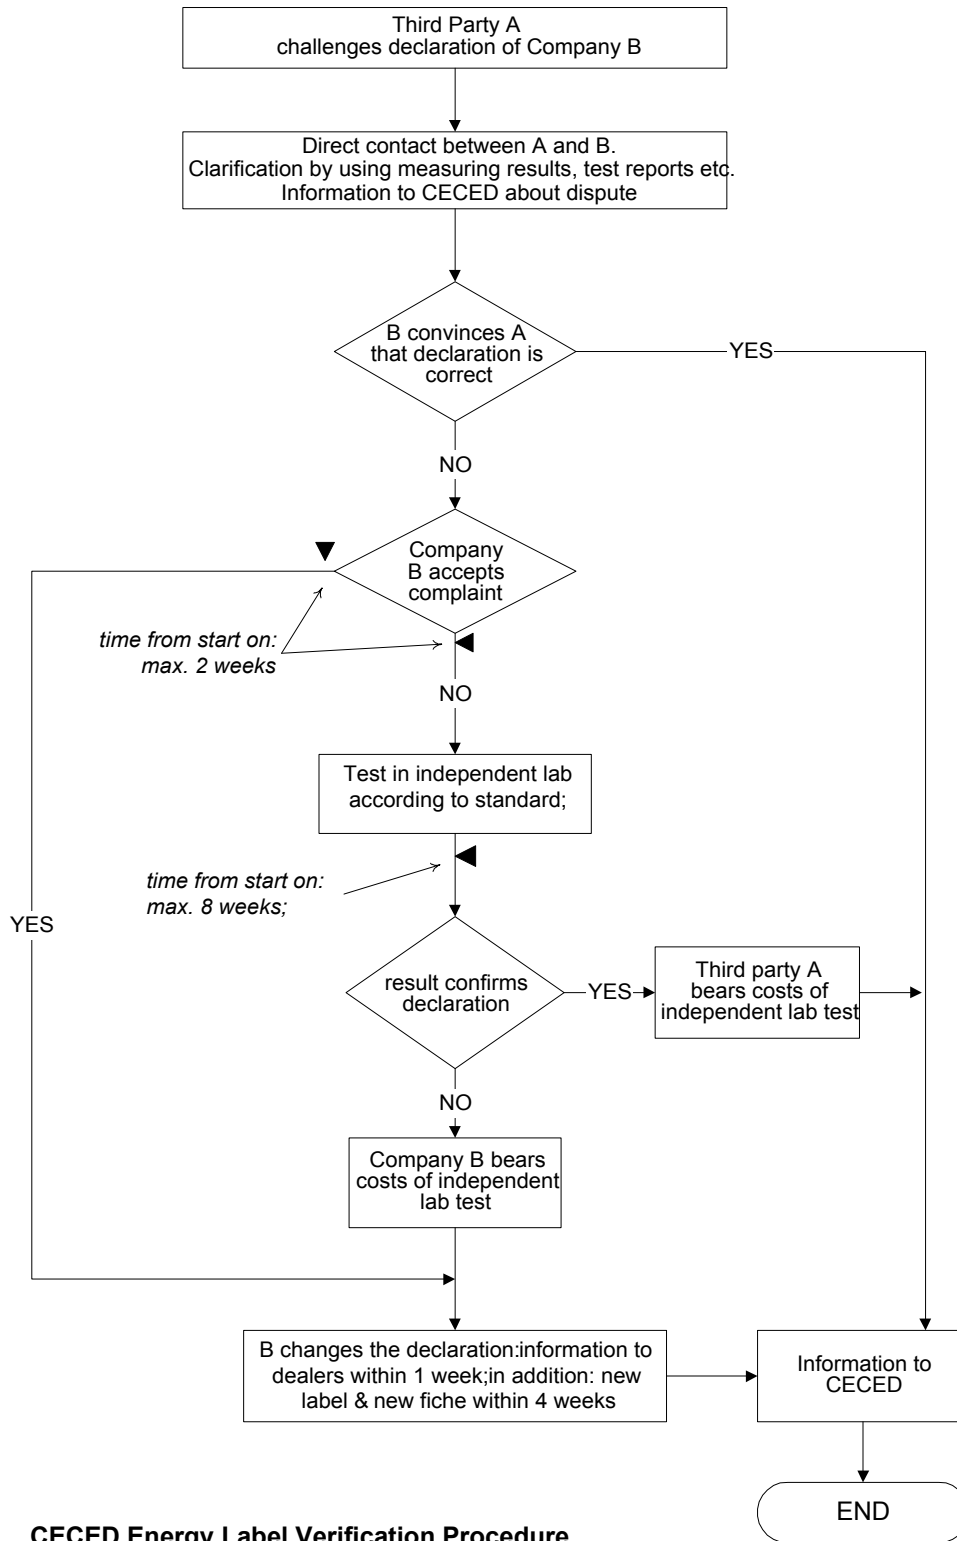 Third Party A
challenges declaration of Company B
Direct contact between A and B.
Clarification by using measuring results, test reports etc.
Information to CECED about dispute
B convinces A
that declaration is
correct
YES
NO
Company
B accepts
complaint
time from start on:
max. 2 weeks
NO
Test in independent lab
according to standard;
time from start on:
max. 8 weeks;
YES
result confirms
declaration
YES
Third party A
bears costs of
independent lab test
NO
Company B bears
costs of independent
lab test
B changes the declaration:information to
dealers within 1 week;in addition: new
label & new fiche within 4 weeks
Information to
CECED
END
CECED Energy Label Verification Procedure